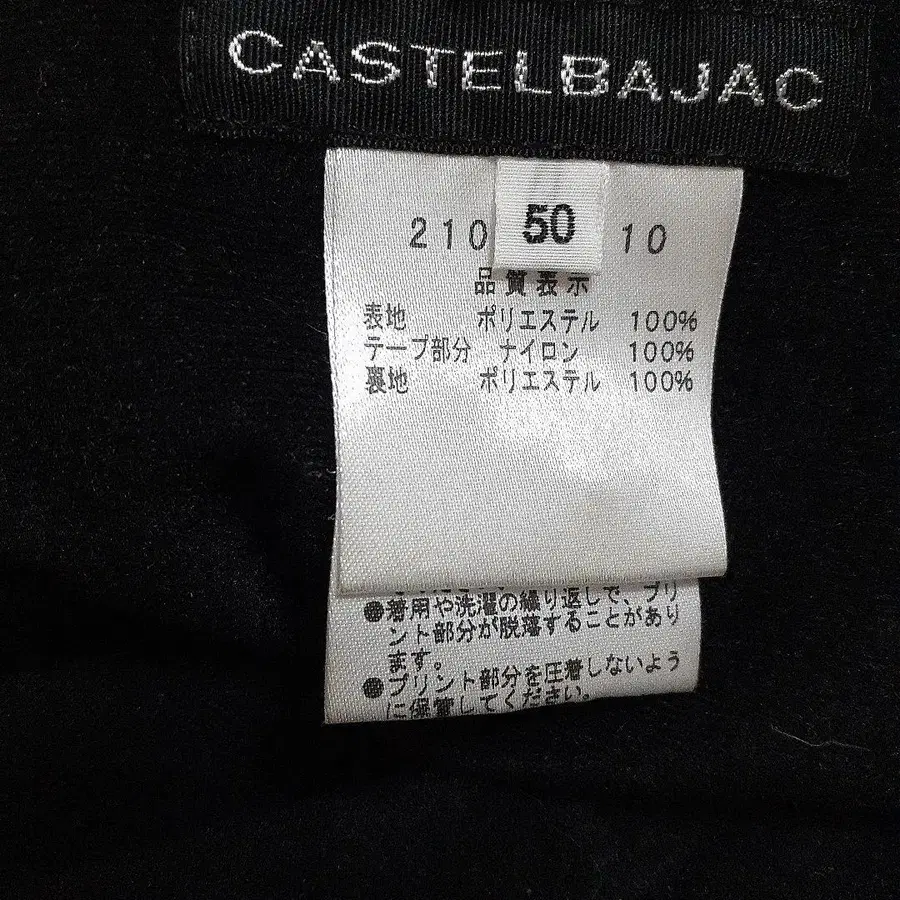 CASTELBAJAC
210 50 10
品質表示
表地 ポリエステル 100%
テープ部分 ナイロン 100%
裏地 ポリエステル 100%
●着用や洗濯の繰り返しで、プリ
ント部分が脱落することがあり
ます。
●プリント部分を圧着しないよう
に保管してください。